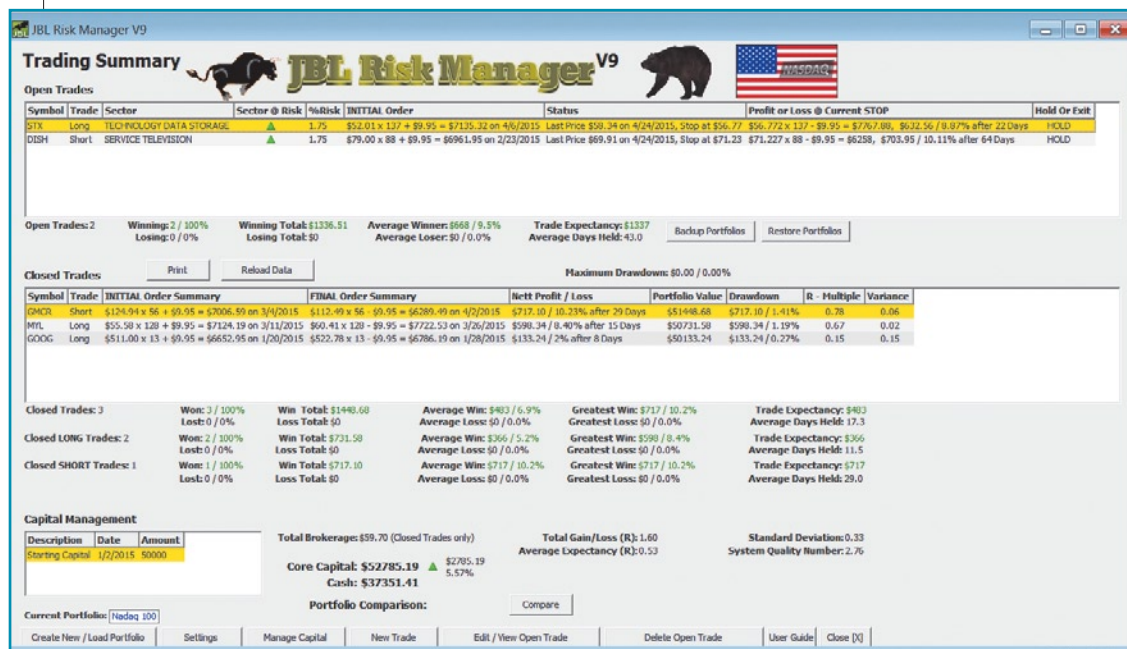 JBL Risk Manager V9
Trading Summary JBL Risk Manager V9 NASDAQ
Open Trades
Symbol Trade Sector Sector @ Risk %Risk INITIAL Order Status Profit or Loss @ Current STOP Hold Or Exit
STX Long TECHNOLOGY DATA STORAGE 1.75 $52.01 x 137 + $9.95 = $7135.32 on 4/6/2015 Last Price $58.34 on 4/24/2015, Stop at $56.77 $56.772 x 137 - $9.95 = $7767.88, $632.56 / 8.87% after 22 Days HOLD
DISH Short SERVICE TELEVISION 1.75 $79.00 x 88 + $9.95 = $6961.95 on 2/23/2015 Last Price $69.91 on 4/24/2015, Stop at $71.23 $71.227 x 88 - $9.95 = $6258, $703.95 / 10.11% after 64 Days HOLD
Open Trades: 2 Winning: 2 / 100% Winning Total: $1336.51 Average Winner: $668 / 9.5% Trade Expectancy: $1337 Backup Portfolios Restore Portfolios
Losing: 0 / 0% Losing Total: $0 Average Loser: $0 / 0.0% Average Days Held: 43.0
Closed Trades Print Reload Data Maximum Drawdown: $0.00 / 0.00%
Symbol Trade INITIAL Order Summary FINAL Order Summary Nett Profit / Loss Portfolio Value Drawdown R - Multiple Variance
GMCR Short $124.94 x 56 + $9.95 = $7006.59 on 3/4/2015 $112.49 x 56 - $9.95 = $6289.49 on 4/2/2015 $717.10 / 10.23% after 29 Days $51448.68 $717.10 / 1.41% 0.78 0.06
MYL Long $55.58 x 128 + $9.95 = $7124.19 on 3/11/2015 $60.41 x 128 - $9.95 = $7722.53 on 3/26/2015 $598.34 / 8.40% after 15 Days $50731.58 $598.34 / 1.19% 0.67 0.02
GOOG Long $511.00 x 13 + $9.95 = $6652.95 on 1/20/2015 $522.78 x 13 - $9.95 = $6786.19 on 1/28/2015 $133.24 / 2% after 8 Days $50133.24 $133.24 / 0.27% 0.15 0.15
Closed Trades: 3 Won: 3 / 100% Win Total: $1448.68 Average Win: $483 / 6.9% Greatest Win: $717 / 10.2% Trade Expectancy: $483
Lost: 0 / 0% Loss Total: $0 Average Loss: $0 / 0.0% Greatest Loss: $0 / 0.0% Average Days Held: 17.3
Closed LONG Trades: 2 Won: 2 / 100% Win Total: $731.58 Average Win: $366 / 5.2% Greatest Win: $598 / 8.4% Trade Expectancy: $366
Lost: 0 / 0% Loss Total: $0 Average Loss: $0 / 0.0% Greatest Loss: $0 / 0.0% Average Days Held: 11.5
Closed SHORT Trades: 1 Won: 1 / 100% Win Total: $717.10 Average Win: $717 / 10.2% Greatest Win: $717 / 10.2% Trade Expectancy: $717
Lost: 0 / 0% Loss Total: $0 Average Loss: $0 / 0.0% Greatest Loss: $0 / 0.0% Average Days Held: 29.0
Capital Management
Description Date Amount Total Brokerage: $59.70 (Closed Trades only) Total Gain/Loss (R): 1.60 Standard Deviation: 0.33
Starting Capital 1/2/2015 50000 Average Expectancy (R): 0.53 System Quality Number: 2.76
Core Capital: $52785.19 $2785.19
5.57%
Cash: $37351.41
Portfolio Comparison: Compare
Current Portfolio: Nadaq 100
Create New / Load Portfolio Settings Manage Capital New Trade Edit / View Open Trade Delete Open Trade User Guide Close [X]